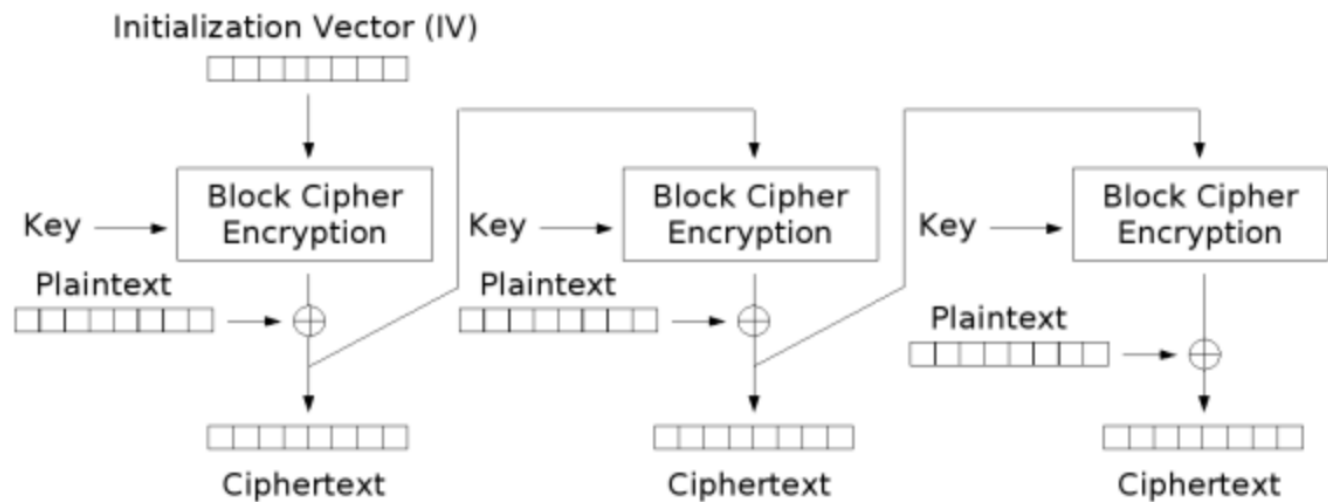 Initialization Vector (IV)
Block Cipher
Encryption
Key
Plaintext
Ciphertext
Block Cipher
Encryption
Key
Plaintext
Ciphertext
Block Cipher
Encryption
Key
Plaintext
Ciphertext